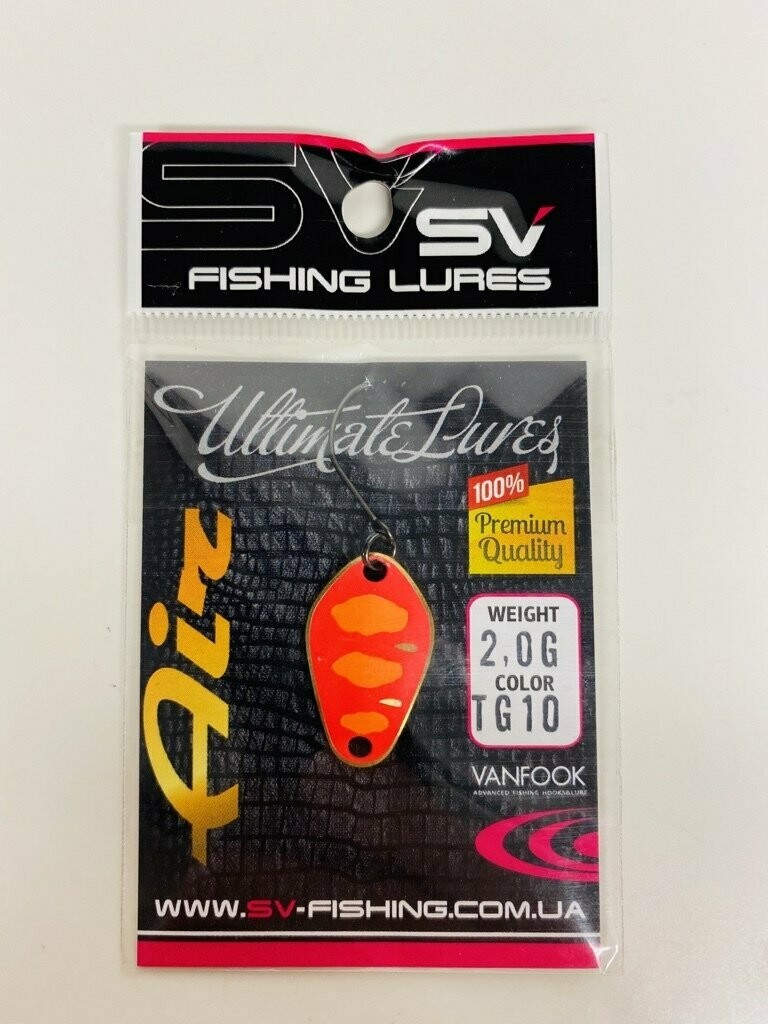 SV
SV
FISHING LURES
Ultimate Lures
100%
Premium
Quality
Air
WEIGHT
2,0G
COLOR
TG10
VANFOOK
ADVANCED FISHING HOOKS&LURE
WWW.SV-FISHING.COM.UA